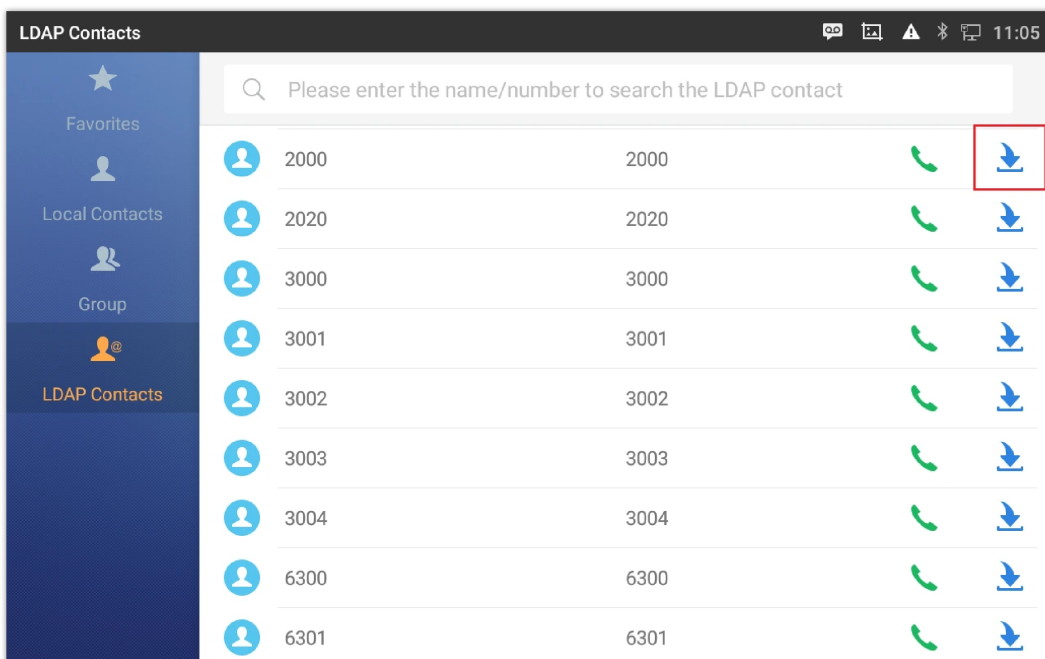 LDAP Contacts
11:05
Favorites
Local Contacts
Group
LDAP Contacts
Please enter the name/number to search the LDAP contact
2000 2000
2020 2020
3000 3000
3001 3001
3002 3002
3003 3003
3004 3004
6300 6300
6301 6301